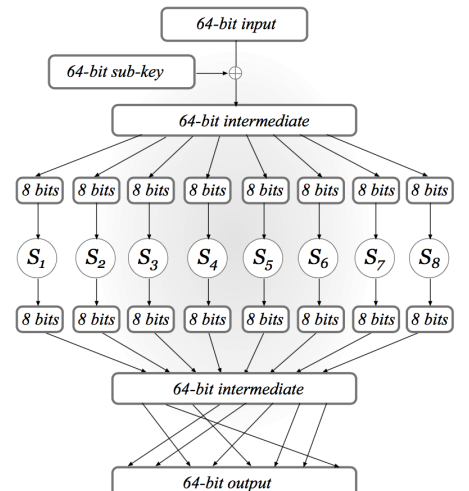 64-bit input
64-bit sub-key
64-bit intermediate
8 bits 8 bits 8 bits 8 bits 8 bits 8 bits 8 bits 8 bits
S1 S2 S3 S4 S5 S6 S7 S8
8 bits 8 bits 8 bits 8 bits 8 bits 8 bits 8 bits 8 bits
64-bit intermediate
64-bit output